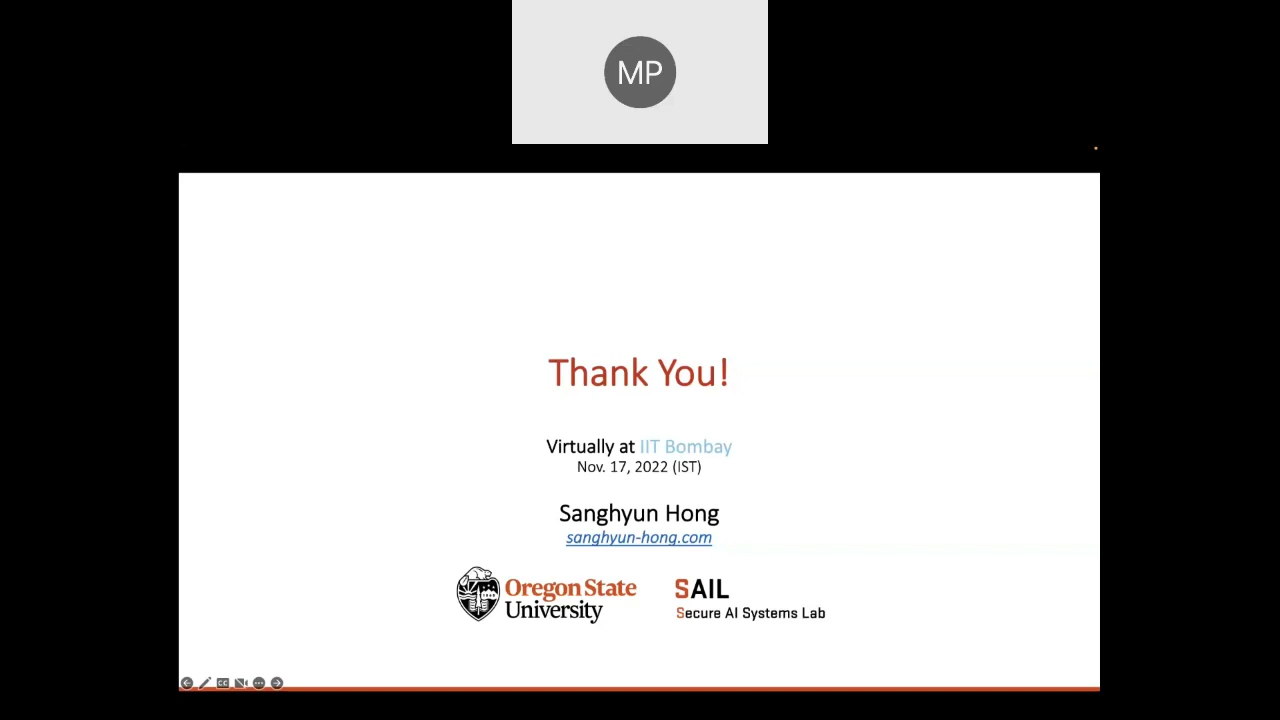 MP
Thank You!
Virtually at IIT Bombay
Nov. 17, 2022 (IST)
Sanghyun Hong
sanghyun-hong.com
Oregon State
University
SAIL
Secure AI Systems Lab
CC